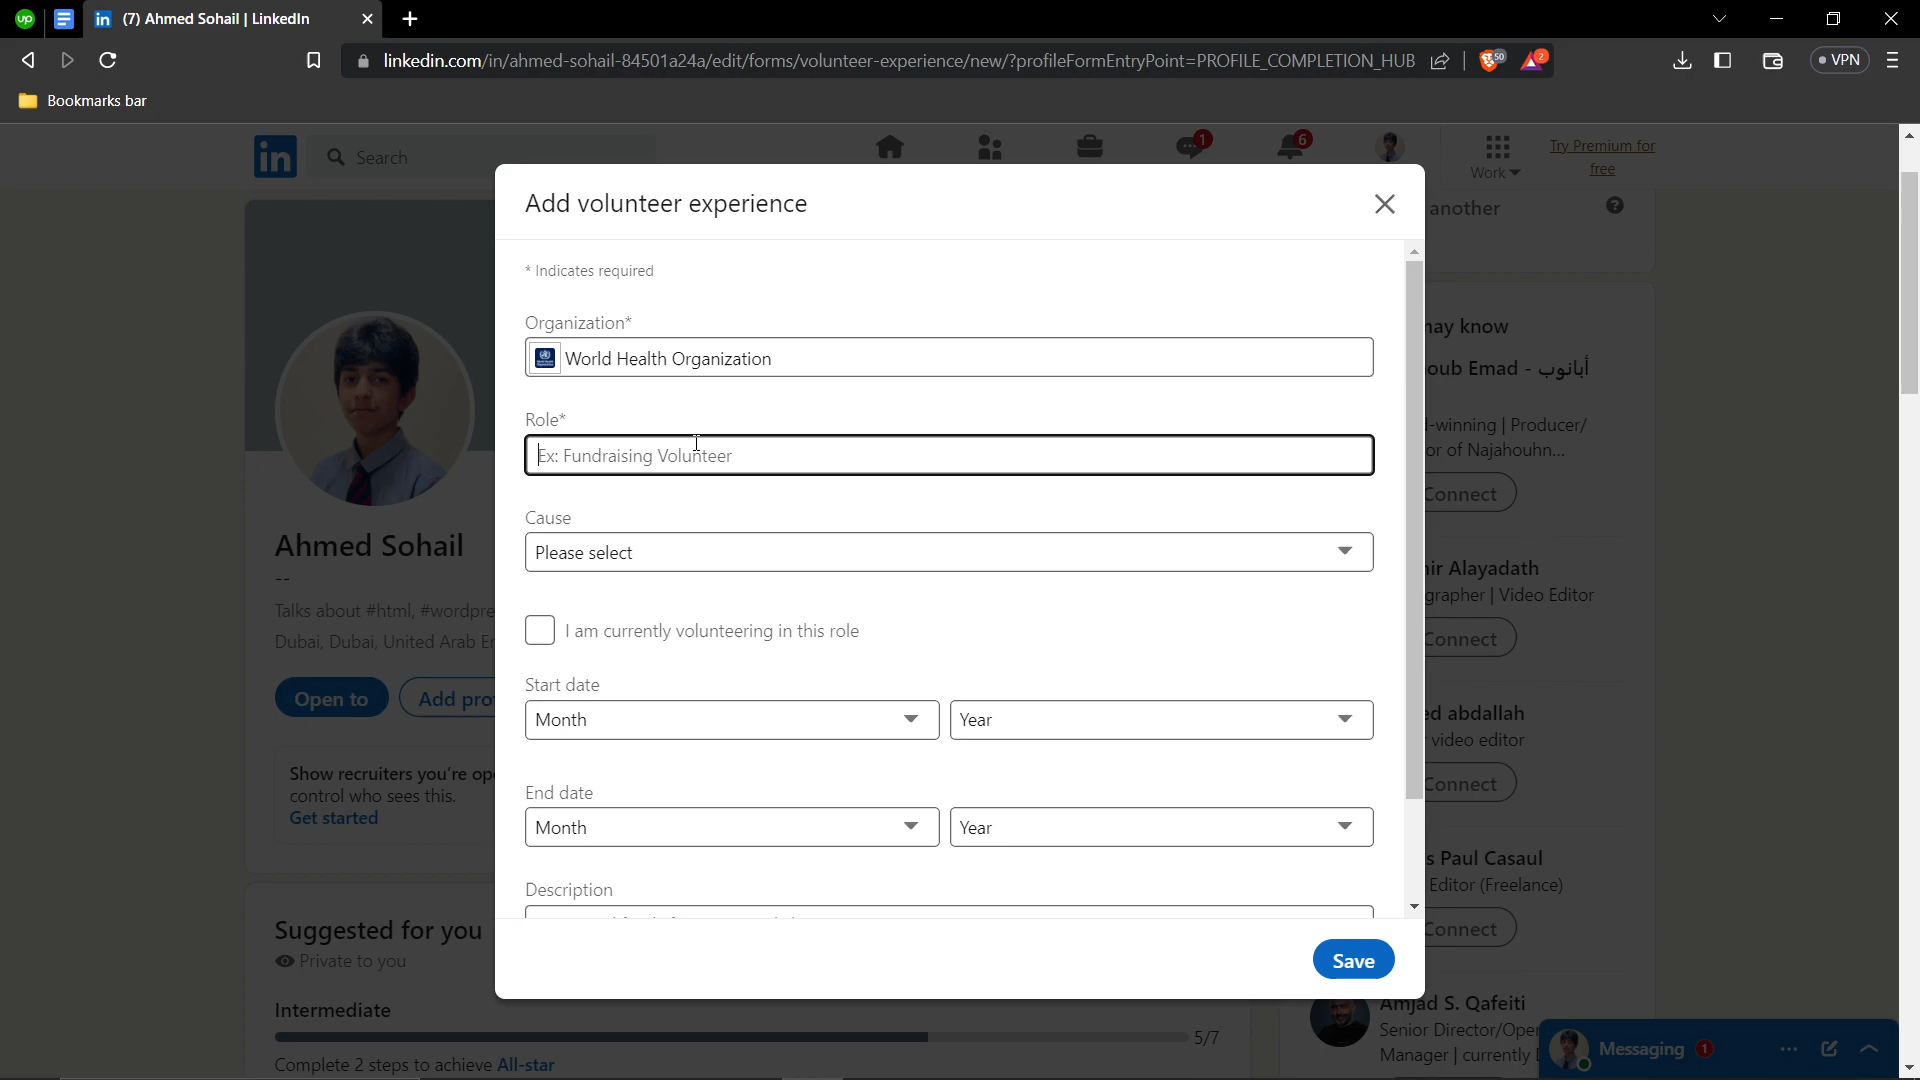 (7) Ahmed Sohail | LinkedIn
linkedin.com/in/ahmed-sohail-84501a24a/edit/forms/volunteer-experience/new/?profileFormEntryPoint=PROFILE_COMPLETION_HUB
50
2
VPN
Bookmarks bar
in
Search
1
6
Work
Try Premium for
free
Add volunteer experience
another
* Indicates required
Organization*
World Health Organization
Role*
Ex: Fundraising Volunteer
Cause
Please select
I am currently volunteering in this role
Start date
Month
Year
End date
Month
Year
Description
Save
Ahmed Sohail
--
Talks about #html, #wordpre
Dubai, Dubai, United Arab Er
Open to
Add pro
Show recruiters you're op
control who sees this.
Get started
Suggested for you
Private to you
Intermediate
5/7
Complete 2 steps to achieve All-star
may know
oub Emad - أبانوب
-winning | Producer/
or of Najahouhn...
Connect
ir Alayadath
grapher | Video Editor
Connect
ed abdallah
video editor
Connect
s Paul Casaul
Editor (Freelance)
Connect
Amjad S. Qafeiti
Senior Director/Oper
Manager | currently
Messaging 1